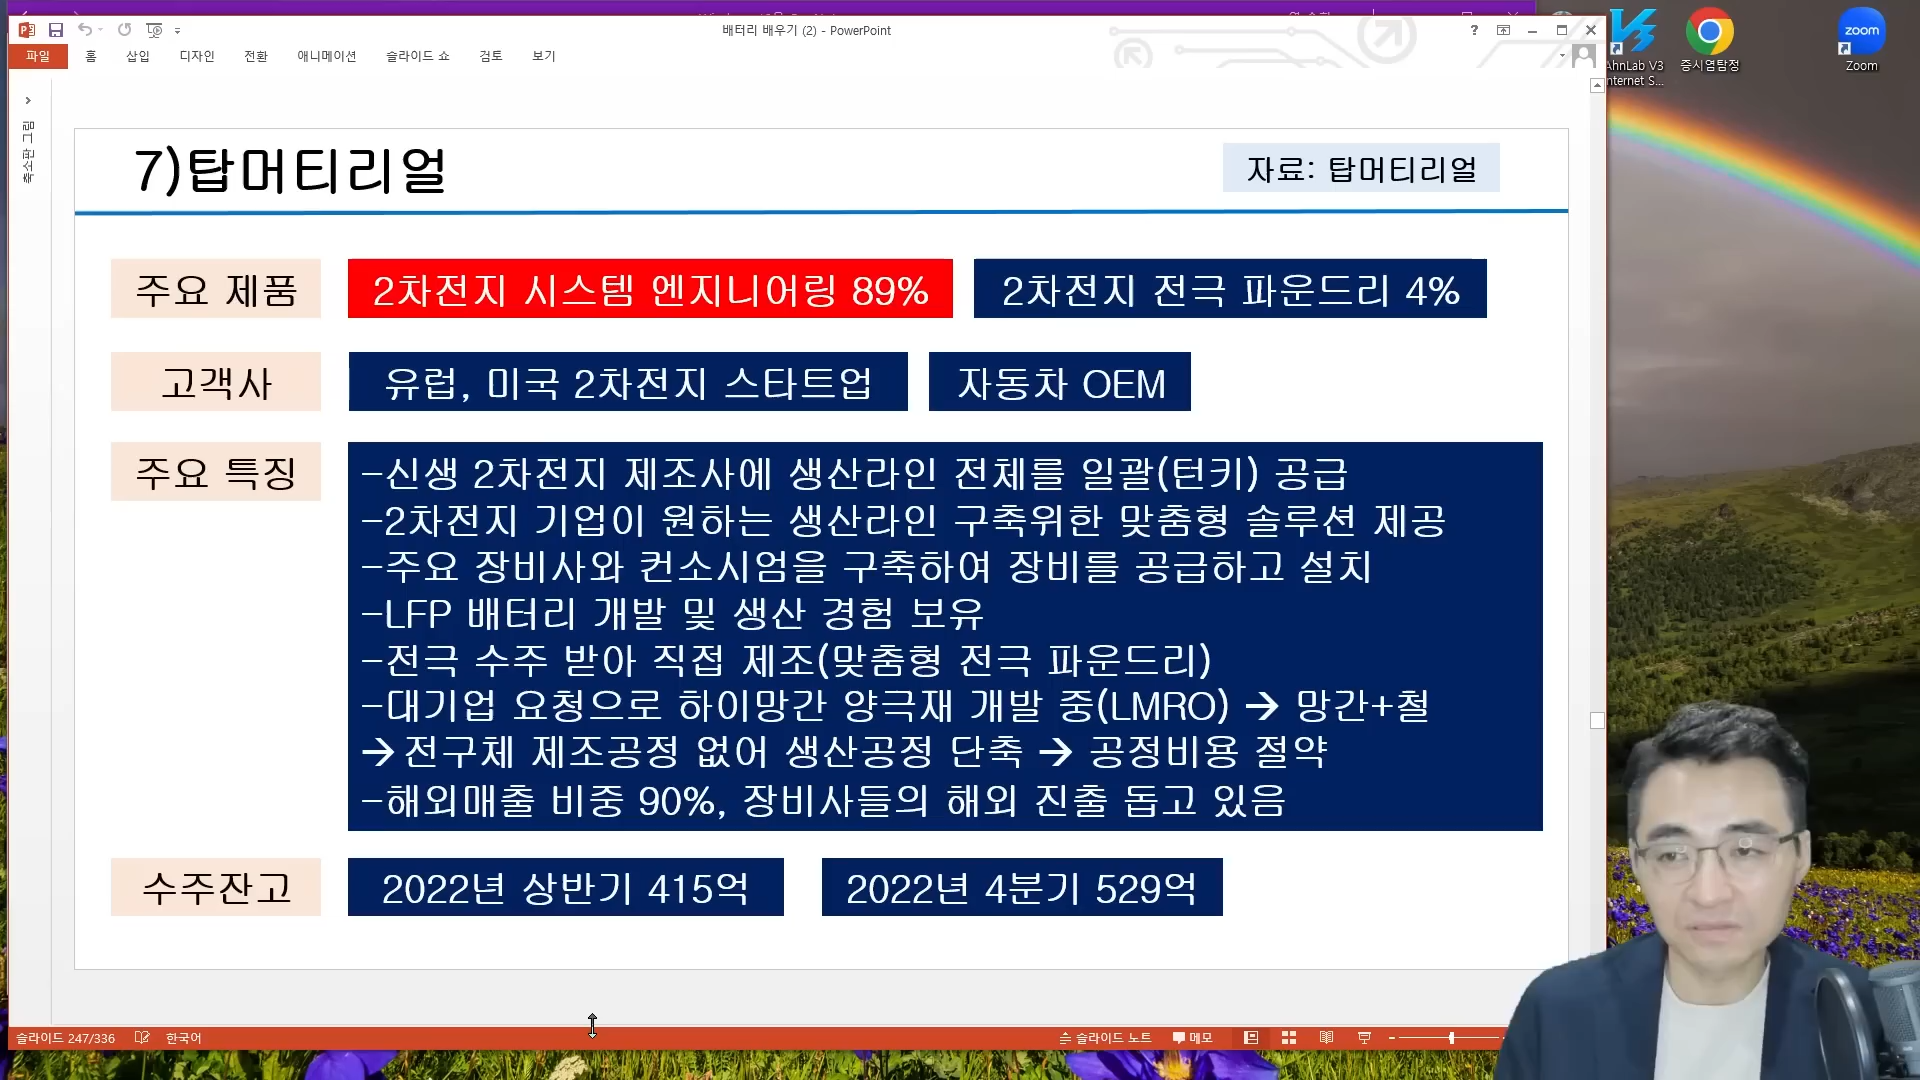 배터리 배우기 (2) - PowerPoint
파일 홈 삽입 디자인 전환 애니메이션 슬라이드 쇼 검토 보기
AhnLab V3
Internet S...
증시염탐정
zoom
Zoom
축소판 그림
7)탑머티리얼
자료: 탑머티리얼
주요 제품
2차전지 시스템 엔지니어링 89%
2차전지 전극 파운드리 4%
고객사
유럽, 미국 2차전지 스타트업
자동차 OEM
주요 특징
-신생 2차전지 제조사에 생산라인 전체를 일괄(턴키) 공급
-2차전지 기업이 원하는 생산라인 구축위한 맞춤형 솔루션 제공
-주요 장비사와 컨소시엄을 구축하여 장비를 공급하고 설치
-LFP 배터리 개발 및 생산 경험 보유
-전극 수주 받아 직접 제조(맞춤형 전극 파운드리)
-대기업 요청으로 하이망간 양극재 개발 중(LMRO) → 망간+철
→ 전구체 제조공정 없어 생산공정 단축 → 공정비용 절약
-해외매출 비중 90%, 장비사들의 해외 진출 돕고 있음
수주잔고
2022년 상반기 415억
2022년 4분기 529억
슬라이드 247/336 한국어
슬라이드 노트 메모